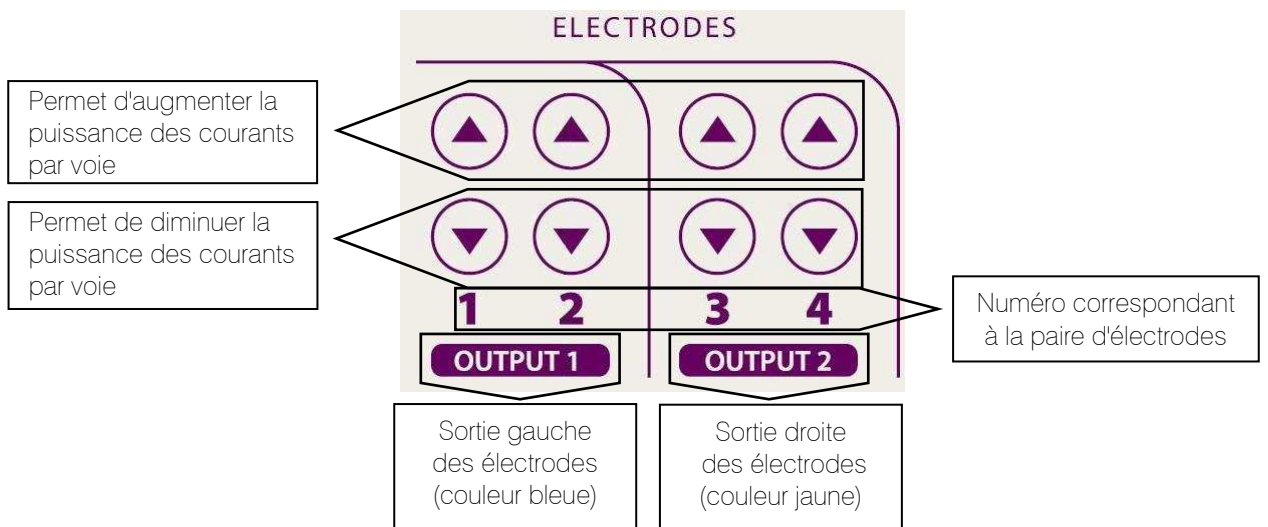 ELECTRODES
Permet d'augmenter la
puissance des courants
par voie
Permet de diminuer la
puissance des courants
par voie
1 2 3 4
Numéro correspondant
à la paire d'électrodes
OUTPUT 1 OUTPUT 2
Sortie gauche
des électrodes
(couleur bleue)
Sortie droite
des électrodes
(couleur jaune)